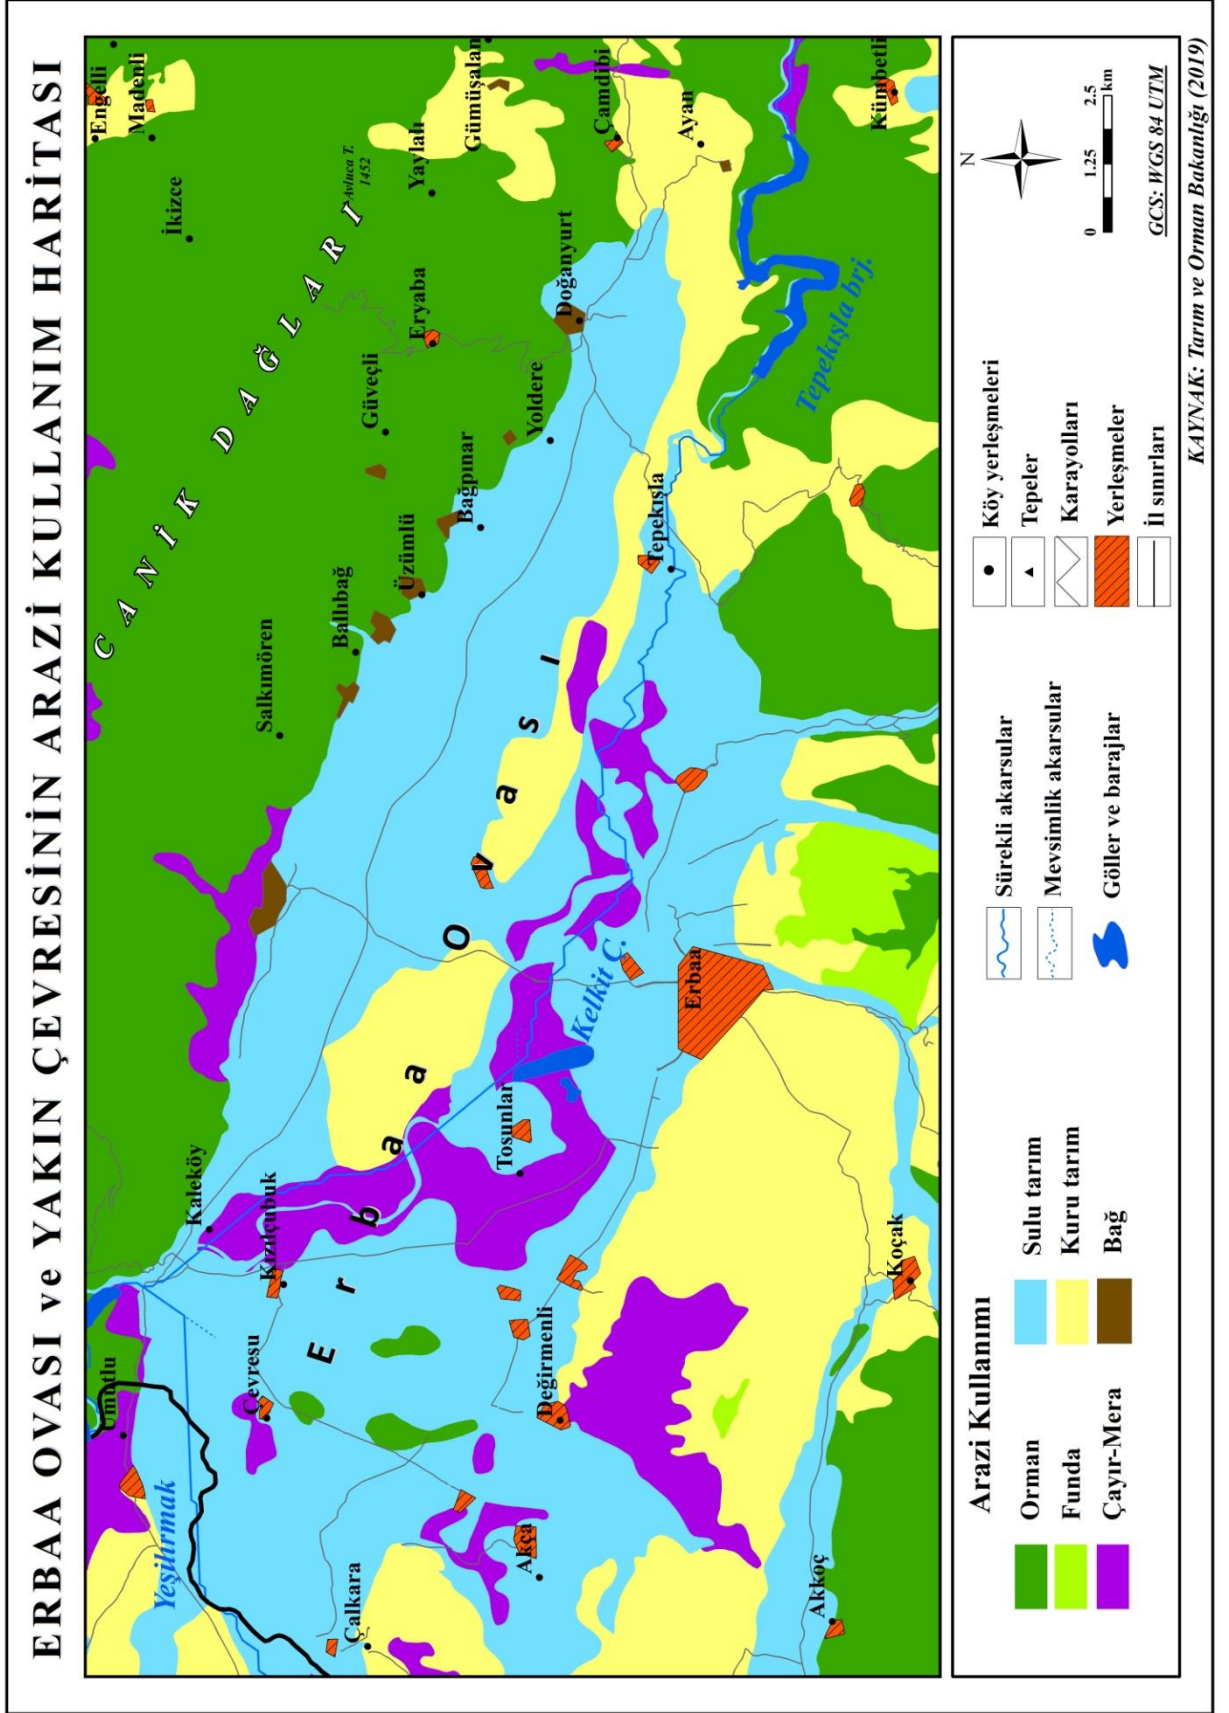 ERBAA OVASI ve YAKIN ÇEVRESİNİN ARAZİ KULLANIM HARİTASI
Umutlu
Kaleköy
İkizce
Engelli
Madenli
CANİK DAĞLARI
Avluca T.
1452
Yeşilırmak
Çevresu
Kızılçubuk
Salkımören
Ballıbağ
Üzümlü
Güveçli
Eryaba
Yaylalı
Gümüşalan
Çalkara
Bağpınar
Yoldere
Doğanyurt
Çamdibi
Erbaa Ovası
Akça
Değirmenli
Tosunlar
Kelkit Ç.
Tepekışla
Ayan
Erbaa
Tepekışla brj.
Akkoç
Koçak
Kümbetli
Arazi Kullanımı
Orman
Funda
Çayır-Mera
Sulu tarım
Kuru tarım
Bağ
Sürekli akarsular
Mevsimlik akarsular
Göller ve barajlar
Köy yerleşmeleri
Tepeler
Karayolları
Yerleşmeler
İl sınırları
N
0 1.25 2.5
km
GCS: WGS 84 UTM
KAYNAK: Tarım ve Orman Bakanlığı (2019)